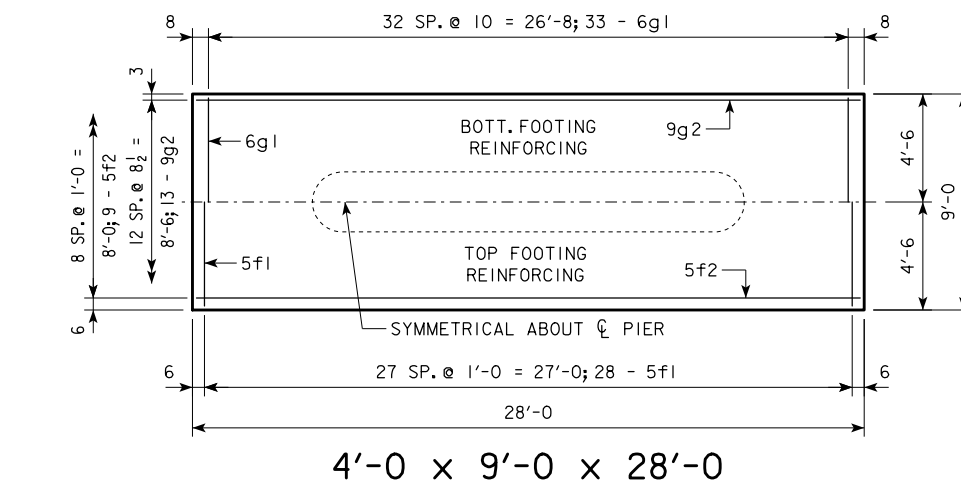 8
32 SP.@ 10 = 26'-8; 33 - 6g1
8
3
8 SP.@ 1'-0 =
8'-0; 9 - 5f2
12 SP.@ 8½ =
8'-6; 13 - 9g2
6
6g1
BOTT. FOOTING
REINFORCING
9g2
4'-6
9'-0
4'-6
5f1
TOP FOOTING
REINFORCING
5f2
SYMMETRICAL ABOUT ℄ PIER
6
27 SP.@ 1'-0 = 27'-0; 28 - 5f1
6
28'-0
4'-0 x 9'-0 x 28'-0